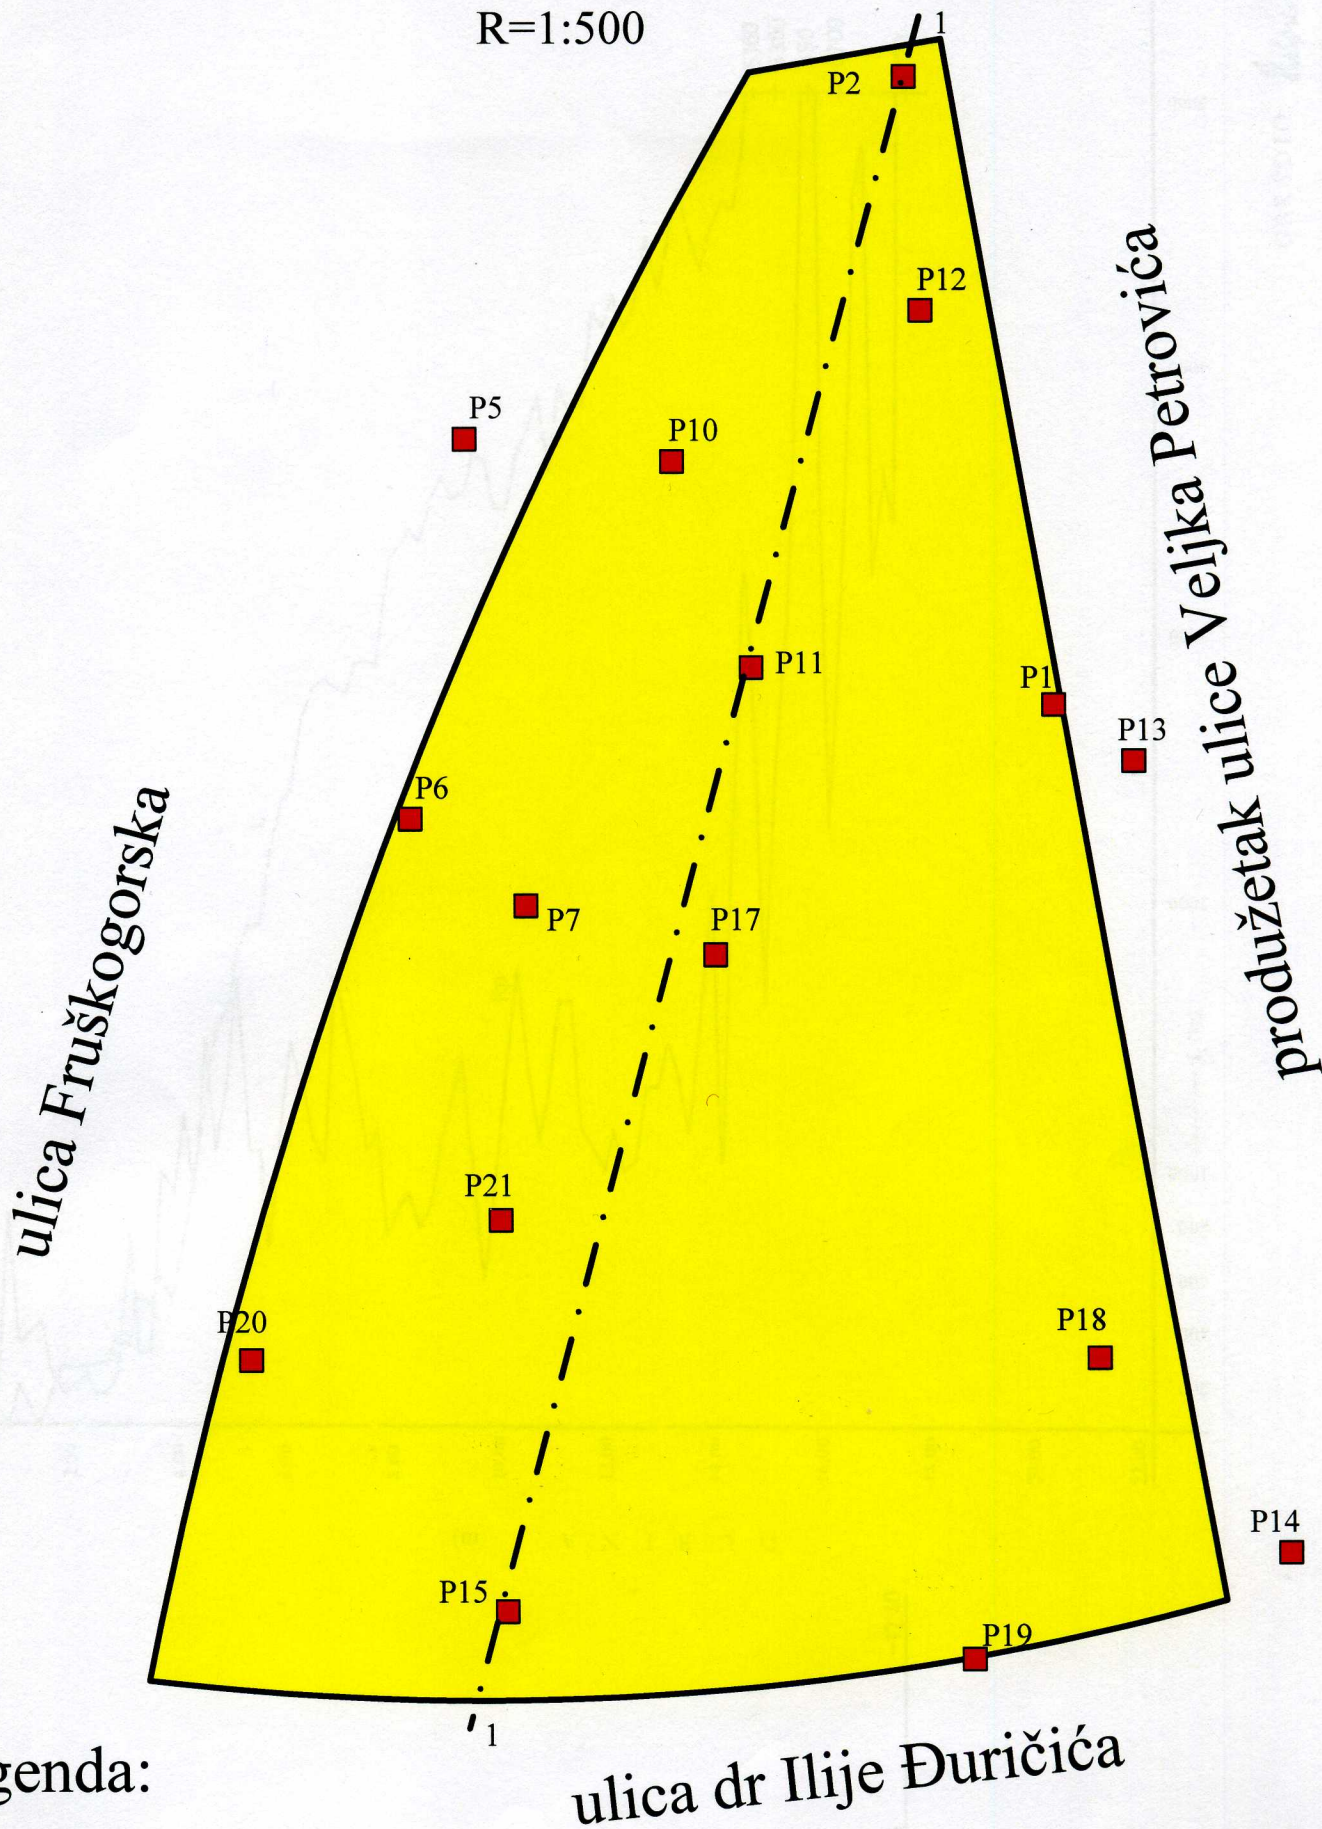 R=1:500
1
P2
P12
P5
P10
P11
P1
P13
P6
P7
P17
produžetak ulice Veljka Petrovića
ulica Fruškogorska
P21
P20
P18
P14
P15
P19
1
genda:
ulica dr Ilije Đuričića